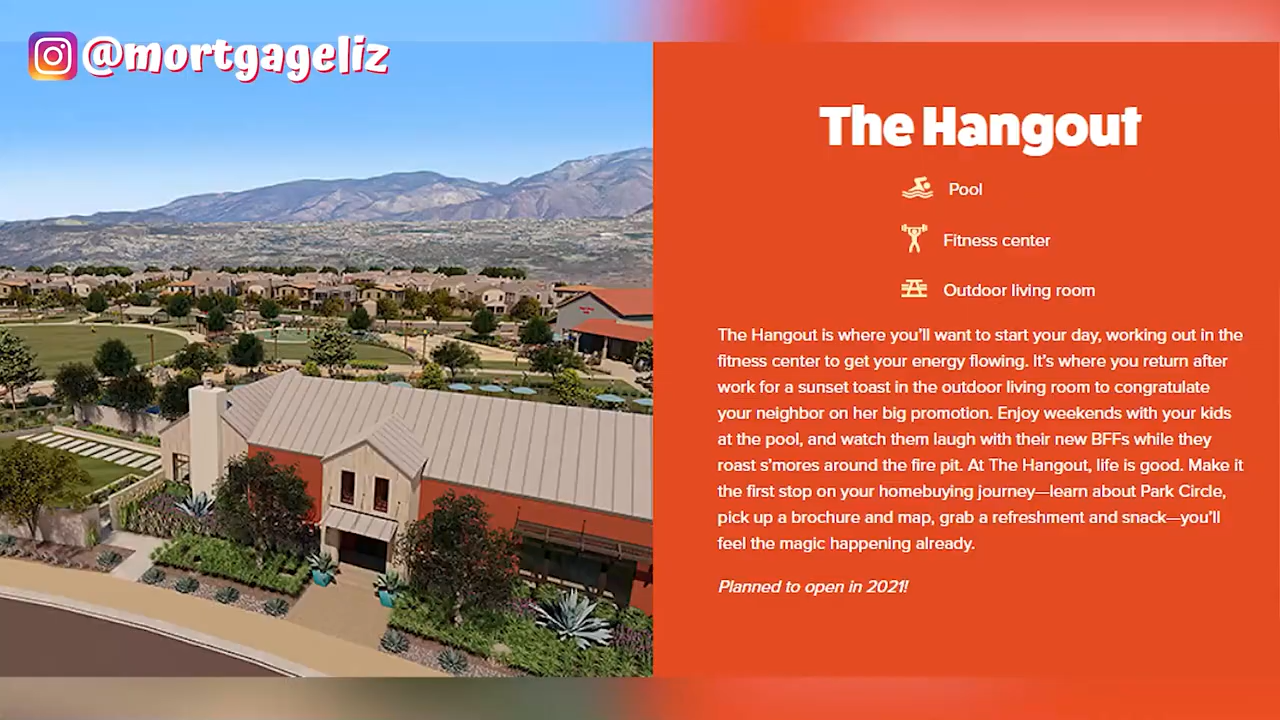 @mortgageliz
The Hangout
Pool
Fitness center
Outdoor living room
The Hangout is where you'll want to start your day, working out in the
fitness center to get your energy flowing. It's where you return after
work for a sunset toast in the outdoor living room to congratulate
your neighbor on her big promotion. Enjoy weekends with your kids
at the pool, and watch them laugh with their new BFFs while they
roast s'mores around the fire pit. At The Hangout, life is good. Make it
the first stop on your homebuying journey—learn about Park Circle,
pick up a brochure and map, grab a refreshment and snack—you'll
feel the magic happening already.
Planned to open in 2021!